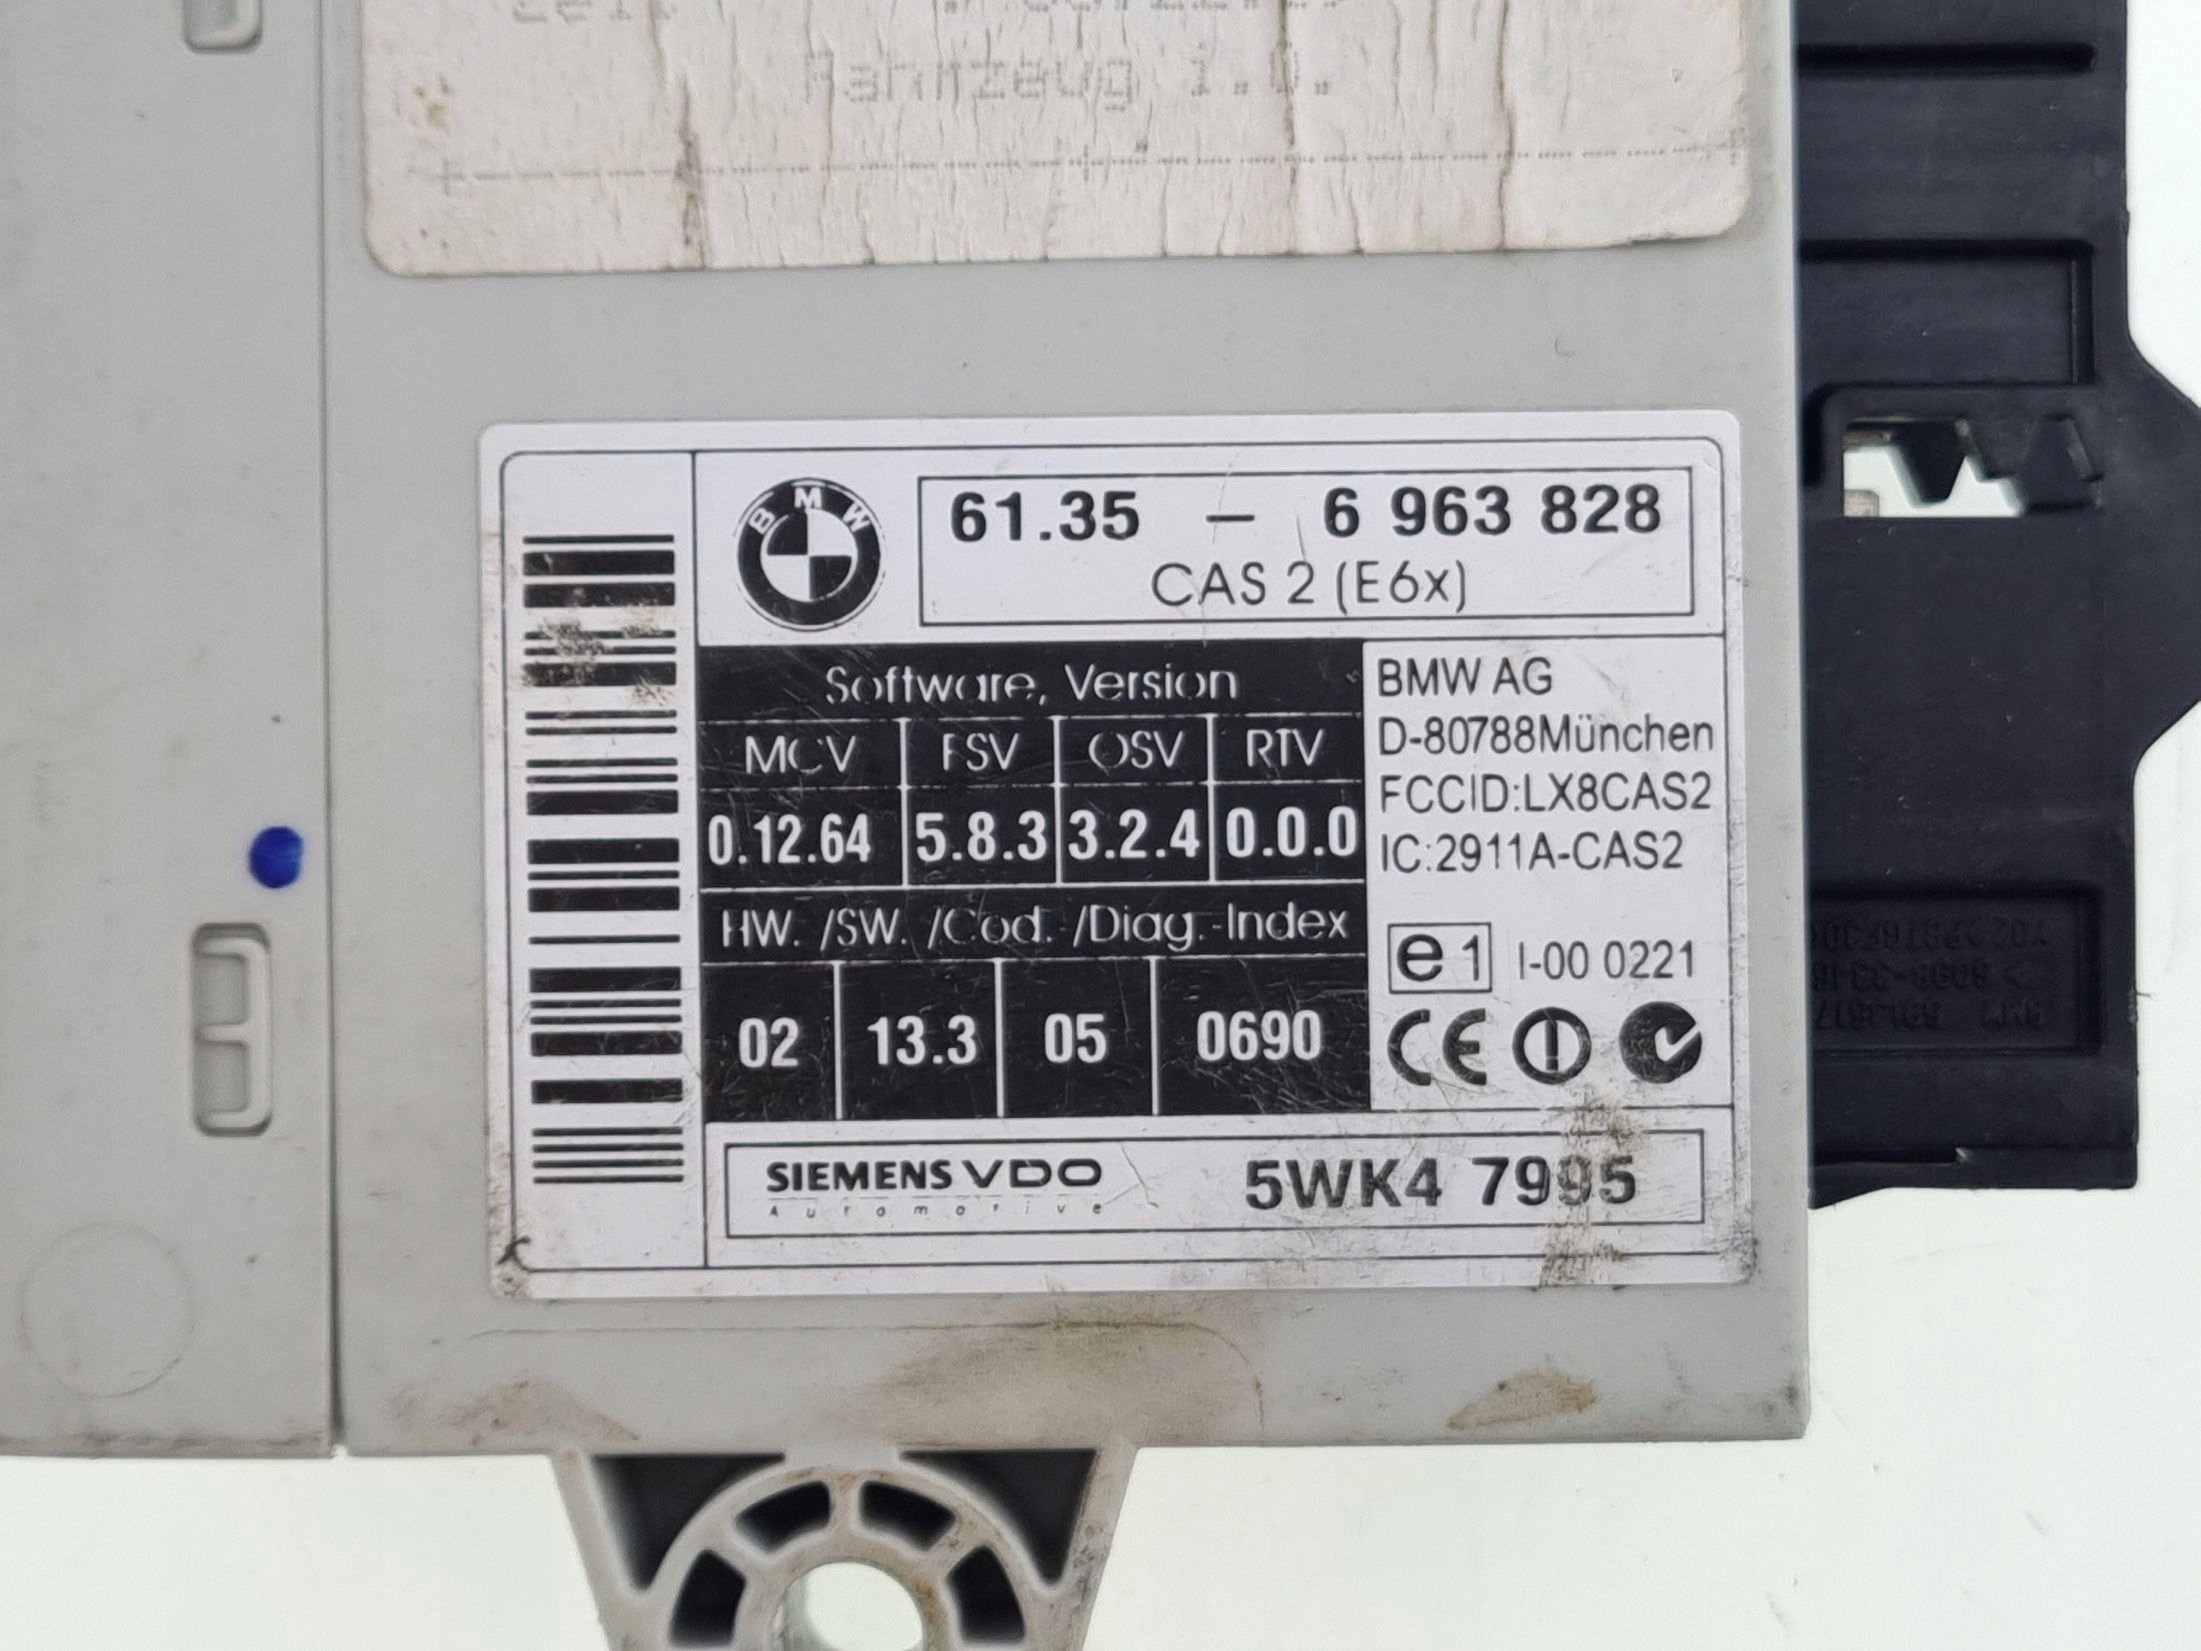 Fahrzeug i.O.
BMW
61.35 - 6 963 828
CAS 2 (E6x)
Software, Version
MCV FSV OSV RTV
0.12.64 5.8.3 3.2.4 0.0.0
HW. /SW. /Cod. /Diag.-Index
02 13.3 05 0690
BMW AG
D-80788München
FCCID:LX8CAS2
IC:2911A-CAS2
e1 I-00 0221
CE
SIEMENS VDO
Automotive
5WK4 7995